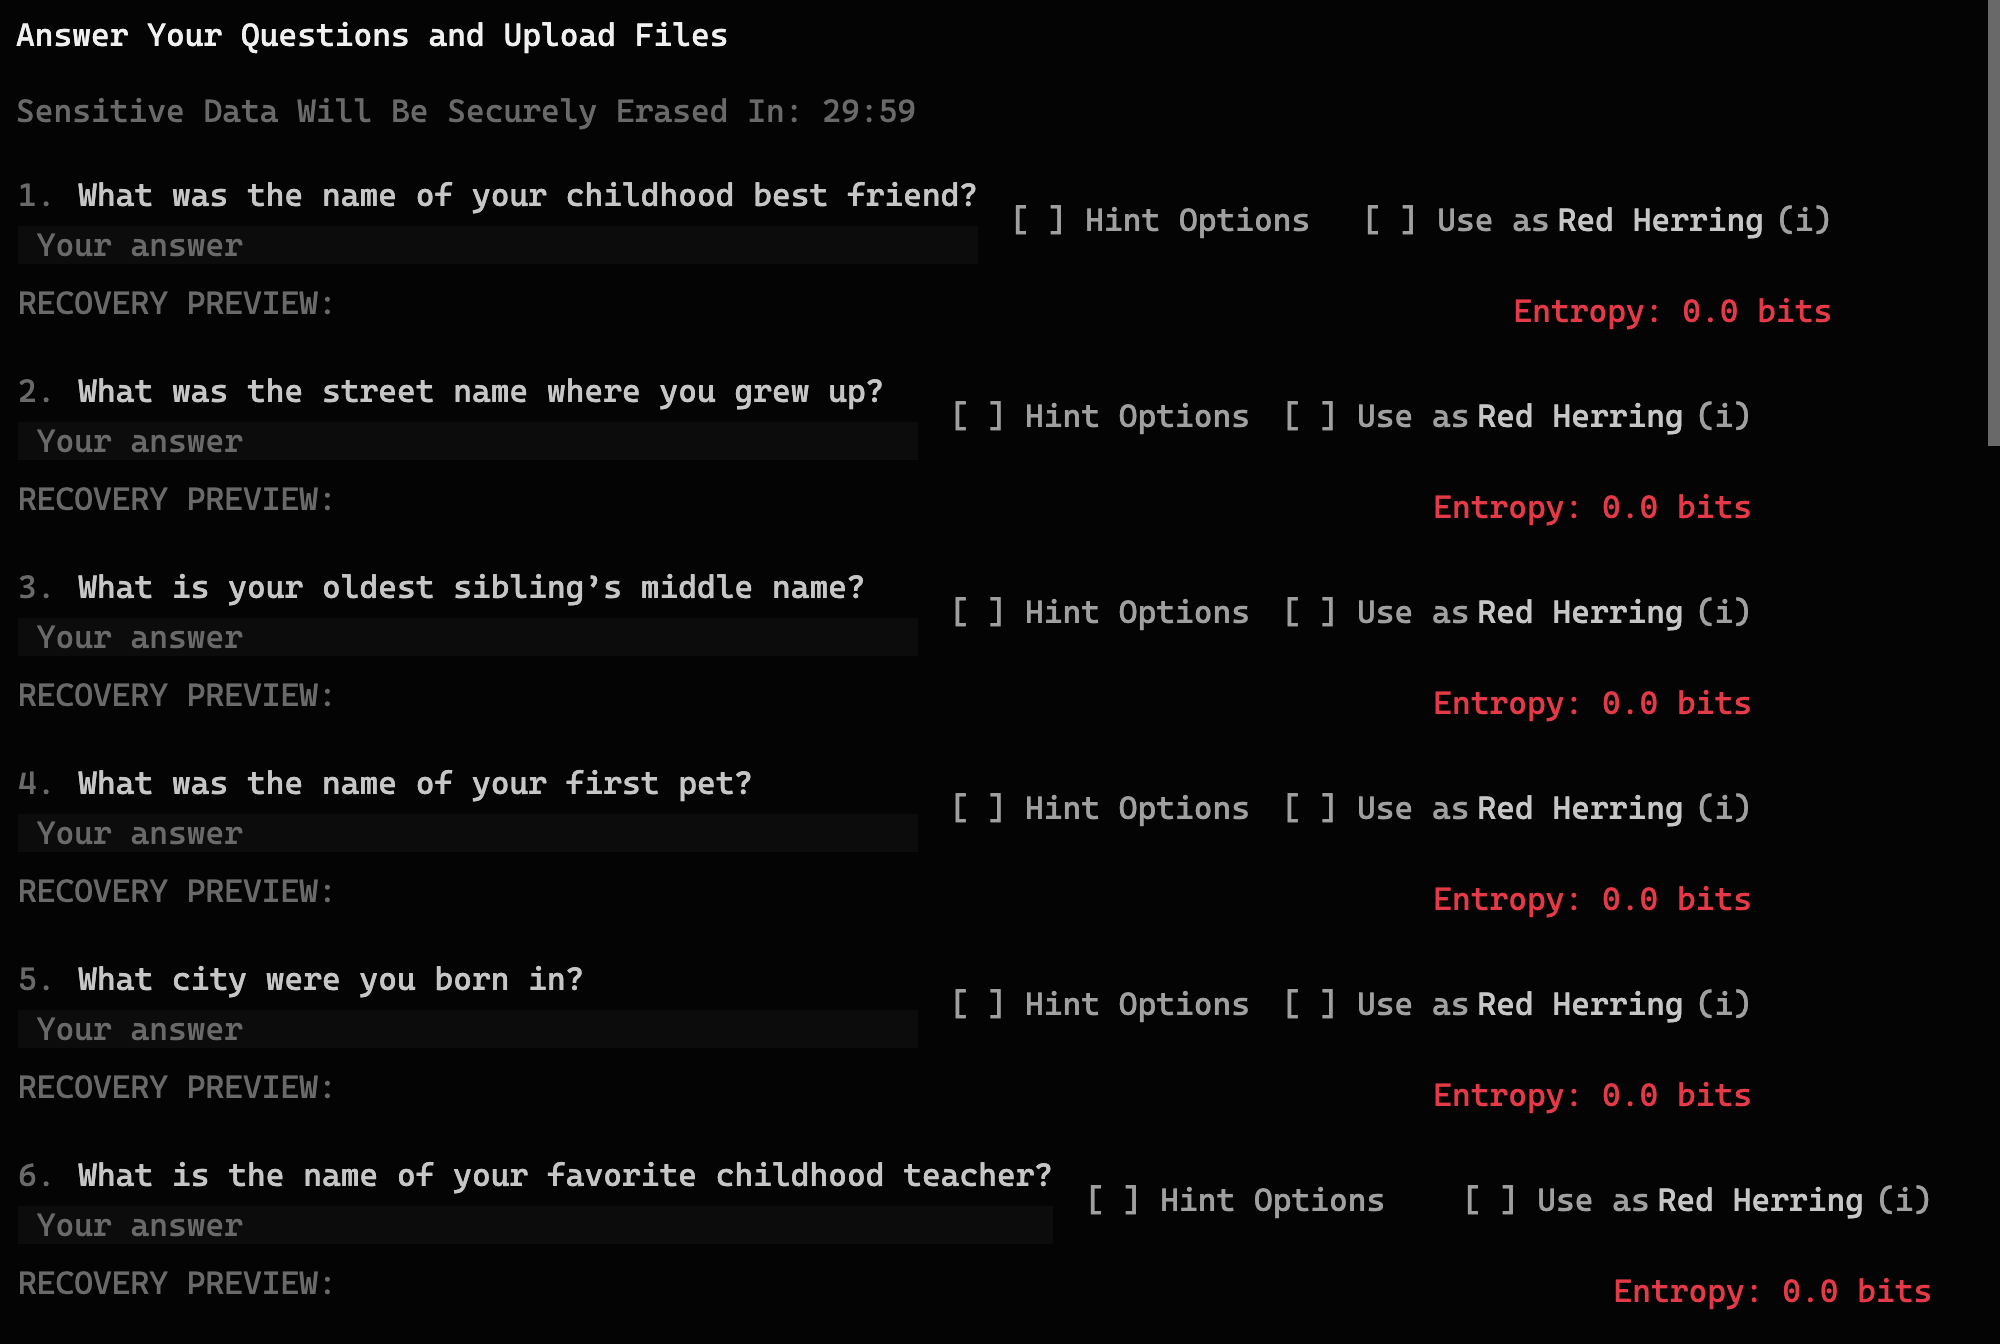 Answer Your Questions and Upload Files
Sensitive Data Will Be Securely Erased In: 29:59
1. What was the name of your childhood best friend?
[ ] Hint Options [ ] Use as Red Herring (i)
Your answer
RECOVERY PREVIEW:
Entropy: 0.0 bits
2. What was the street name where you grew up?
[ ] Hint Options [ ] Use as Red Herring (i)
Your answer
RECOVERY PREVIEW:
Entropy: 0.0 bits
3. What is your oldest sibling’s middle name?
[ ] Hint Options [ ] Use as Red Herring (i)
Your answer
RECOVERY PREVIEW:
Entropy: 0.0 bits
4. What was the name of your first pet?
[ ] Hint Options [ ] Use as Red Herring (i)
Your answer
RECOVERY PREVIEW:
Entropy: 0.0 bits
5. What city were you born in?
[ ] Hint Options [ ] Use as Red Herring (i)
Your answer
RECOVERY PREVIEW:
Entropy: 0.0 bits
6. What is the name of your favorite childhood teacher?
[ ] Hint Options [ ] Use as Red Herring (i)
Your answer
RECOVERY PREVIEW:
Entropy: 0.0 bits